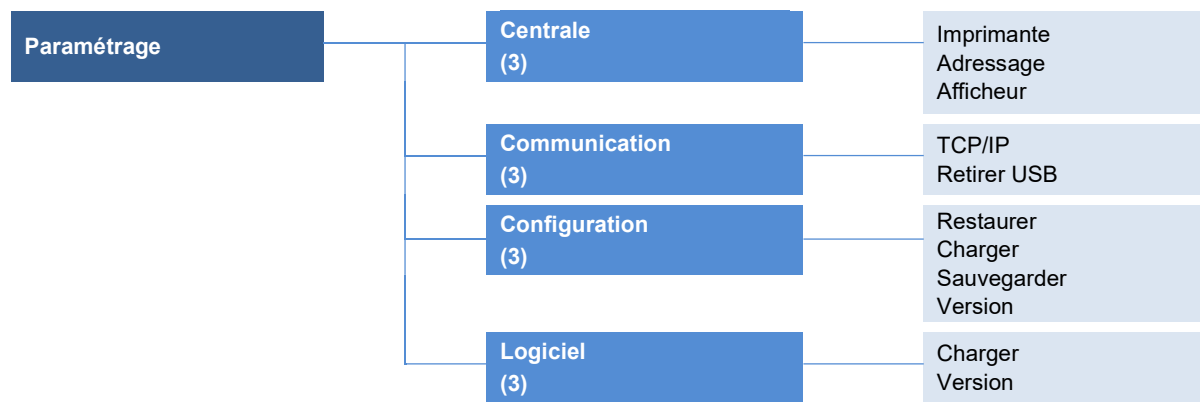 Paramétrage
Centrale
(3)
Imprimante
Adressage
Afficheur
Communication
(3)
TCP/IP
Retirer USB
Configuration
(3)
Restaurer
Charger
Sauvegarder
Version
Logiciel
(3)
Charger
Version